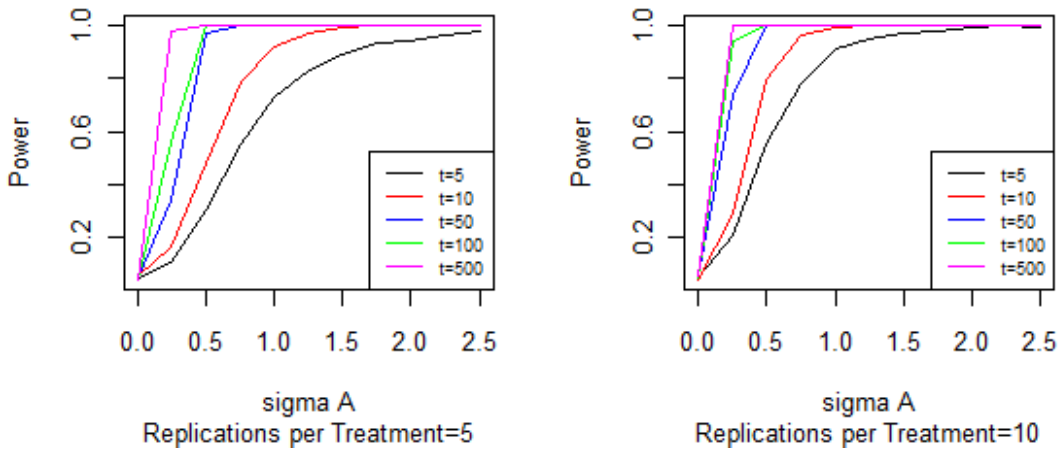 Power
1.0
0.6
0.2
t=5
t=10
t=50
t=100
t=500
0.0 0.5 1.0 1.5 2.0 2.5
sigma A
Replications per Treatment=5
Power
1.0
0.6
0.2
t=5
t=10
t=50
t=100
t=500
0.0 0.5 1.0 1.5 2.0 2.5
sigma A
Replications per Treatment=10